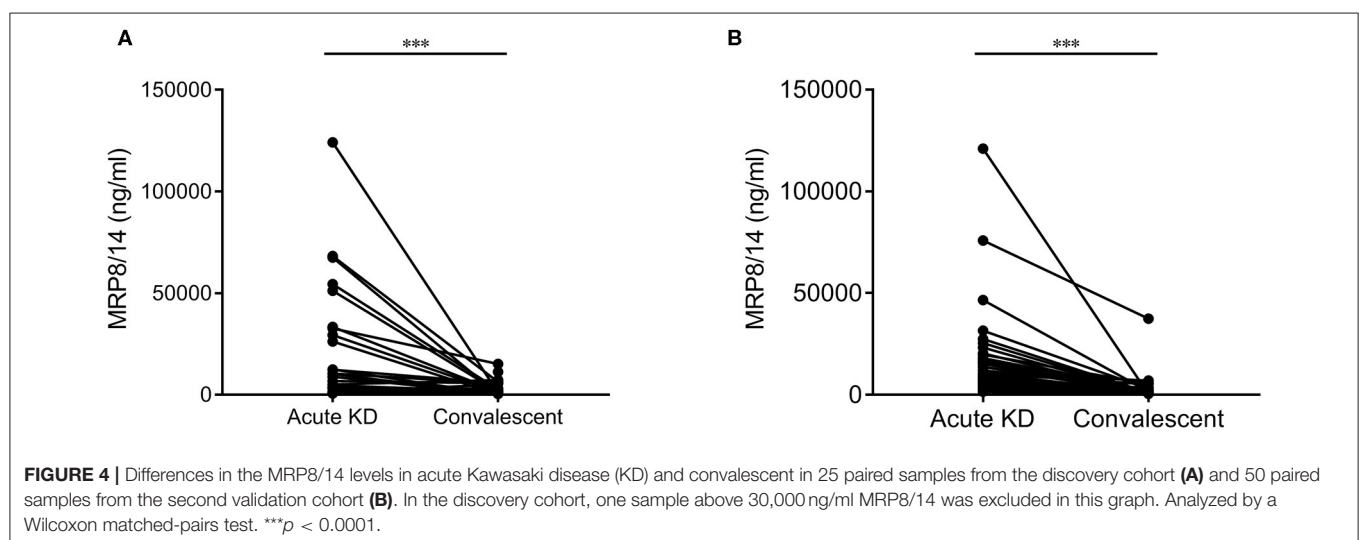 A
***
150000
100000
50000
0
MRP8/14 (ng/ml)
Acute KD
Convalescent
B
***
150000
100000
50000
0
MRP8/14 (ng/ml)
Acute KD
Convalescent
FIGURE 4 | Differences in the MRP8/14 levels in acute Kawasaki disease (KD) and convalescent in 25 paired samples from the discovery cohort (A) and 50 paired
samples from the second validation cohort (B). In the discovery cohort, one sample above 30,000 ng/ml MRP8/14 was excluded in this graph. Analyzed by a
Wilcoxon matched-pairs test. ***p < 0.0001.